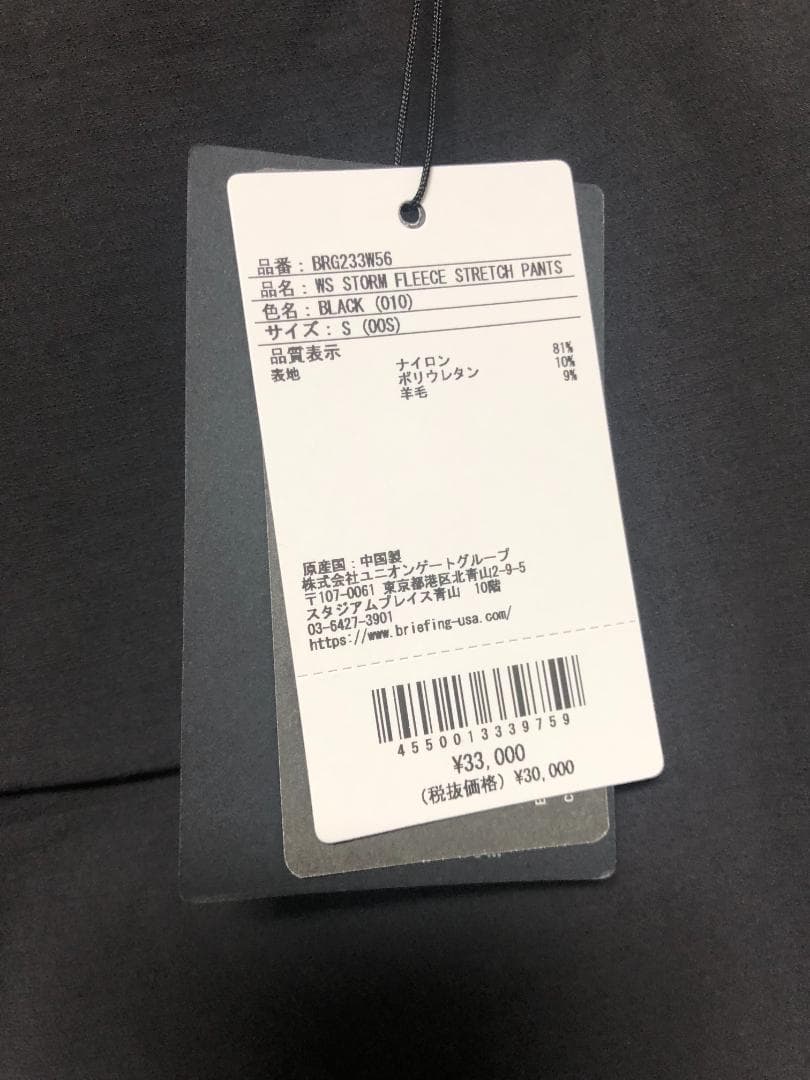 品番：BRG233W56
品名：WS STORM FLEECE STRETCH PANTS
色名：BLACK (010)
サイズ：S (00S)
品質表示
表地 ナイロン 81%
ポリウレタン 10%
羊毛 9%
原産国：中国製
株式会社ユニオンゲートグループ
〒107-0061 東京都港区北青山2-9-5
スタジアムプレイス青山 10階
03-6427-3901
https://www.briefing-usa.com/
4550013339759
¥33,000
(税抜価格) ¥30,000